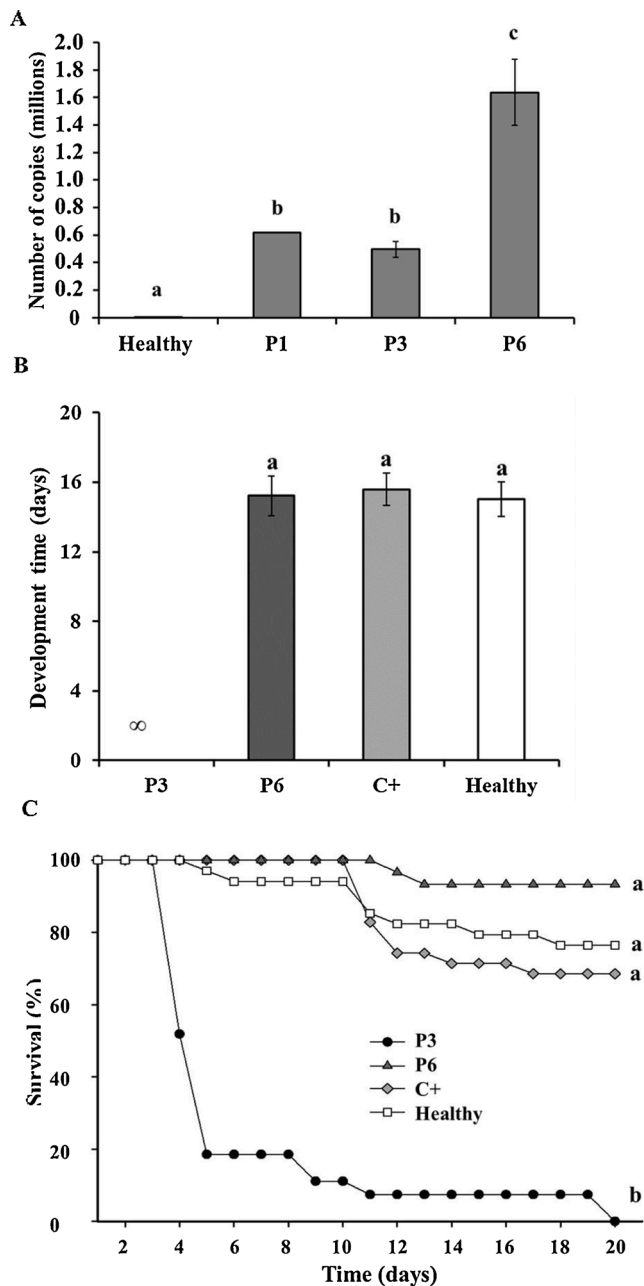 A
Number of copies (millions)
2.0
1.8
1.6
1.4
1.2
1.0
0.8
0.6
0.4
0.2
0
a
b
b
c
Healthy P1 P3 P6
B
Development time (days)
20
16
12
8
4
0
∞
a
a
a
P3 P6 C+ Healthy
C
Survival (%)
100
80
60
40
20
0
a
a
a
b
P3
P6
C+
Healthy
2 4 6 8 10 12 14 16 18 20
Time (days)